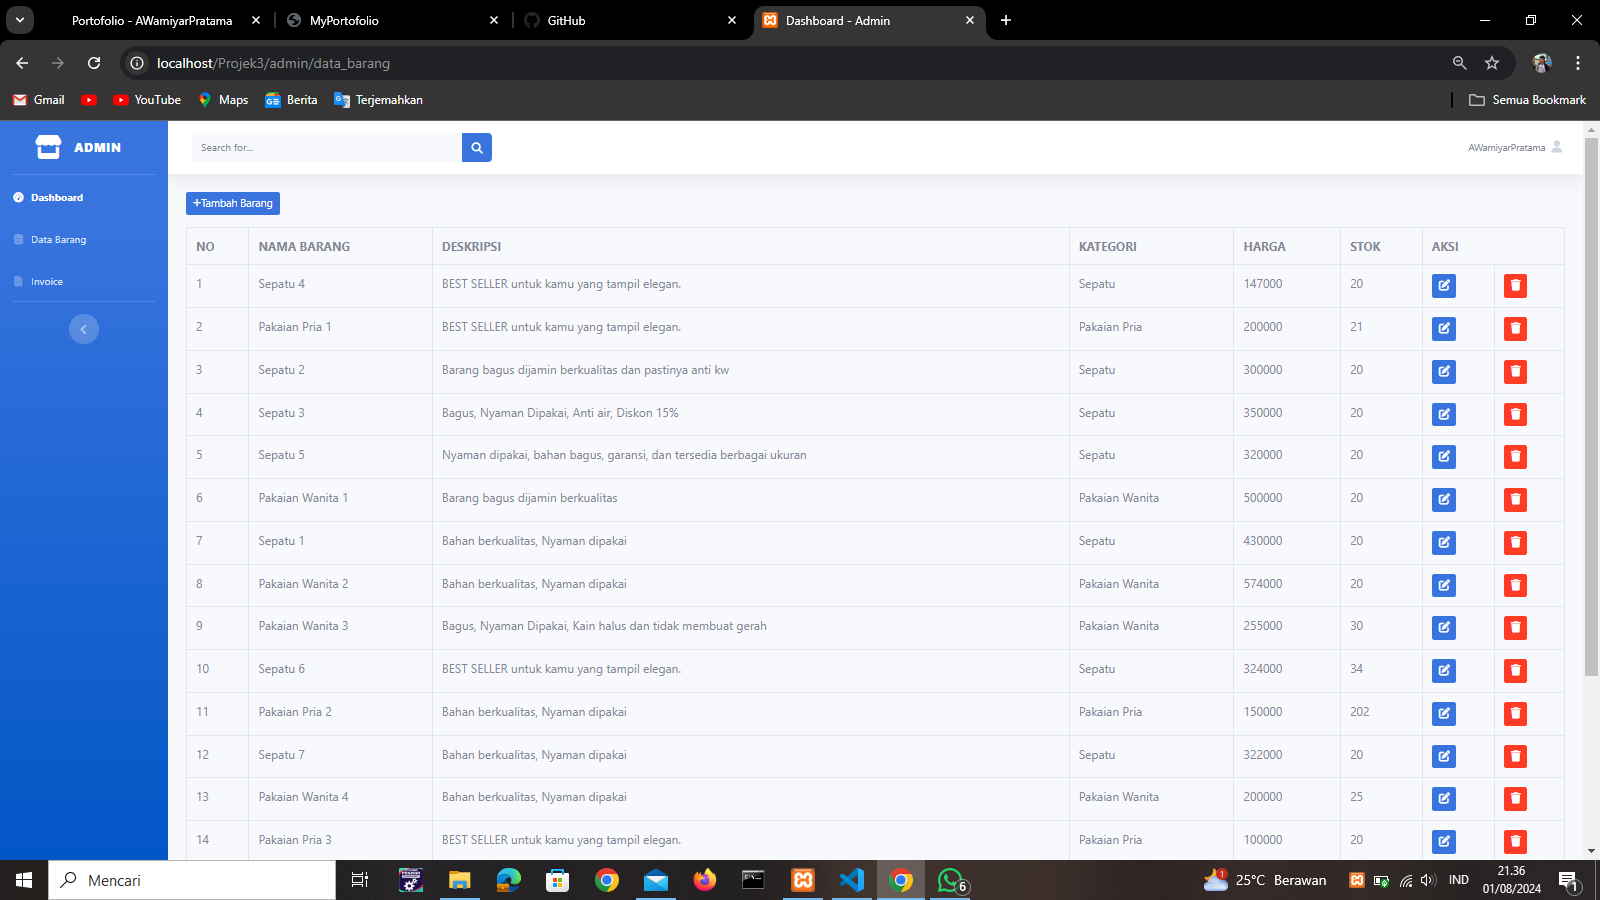 Portofolio - AWamiyarPratama
MyPortofolio
GitHub
Dashboard - Admin
localhost/Projek3/admin/data_barang
Gmail
YouTube
Maps
Berita
Terjemahkan
Semua Bookmark
ADMIN
Search for...
AWamiyarPratama
Dashboard
Data Barang
Invoice
+Tambah Barang
NO NAMA BARANG DESKRIPSI KATEGORI HARGA STOK AKSI
1 Sepatu 4 BEST SELLER untuk kamu yang tampil elegan. Sepatu 147000 20
2 Pakaian Pria 1 BEST SELLER untuk kamu yang tampil elegan. Pakaian Pria 200000 21
3 Sepatu 2 Barang bagus dijamin berkualitas dan pastinya anti kw Sepatu 300000 20
4 Sepatu 3 Bagus, Nyaman Dipakai, Anti air, Diskon 15% Sepatu 350000 20
5 Sepatu 5 Nyaman dipakai, bahan bagus, garansi, dan tersedia berbagai ukuran Sepatu 320000 20
6 Pakaian Wanita 1 Barang bagus dijamin berkualitas Pakaian Wanita 500000 20
7 Sepatu 1 Bahan berkualitas, Nyaman dipakai Sepatu 430000 20
8 Pakaian Wanita 2 Bahan berkualitas, Nyaman dipakai Pakaian Wanita 574000 20
9 Pakaian Wanita 3 Bagus, Nyaman Dipakai, Kain halus dan tidak membuat gerah Pakaian Wanita 255000 30
10 Sepatu 6 BEST SELLER untuk kamu yang tampil elegan. Sepatu 324000 34
11 Pakaian Pria 2 Bahan berkualitas, Nyaman dipakai Pakaian Pria 150000 202
12 Sepatu 7 Bahan berkualitas, Nyaman dipakai Sepatu 322000 20
13 Pakaian Wanita 4 Bahan berkualitas, Nyaman dipakai Pakaian Wanita 200000 25
14 Pakaian Pria 3 BEST SELLER untuk kamu yang tampil elegan. Pakaian Pria 100000 20
Mencari
6
1
25°C Berawan
IND
21.36
01/08/2024
1